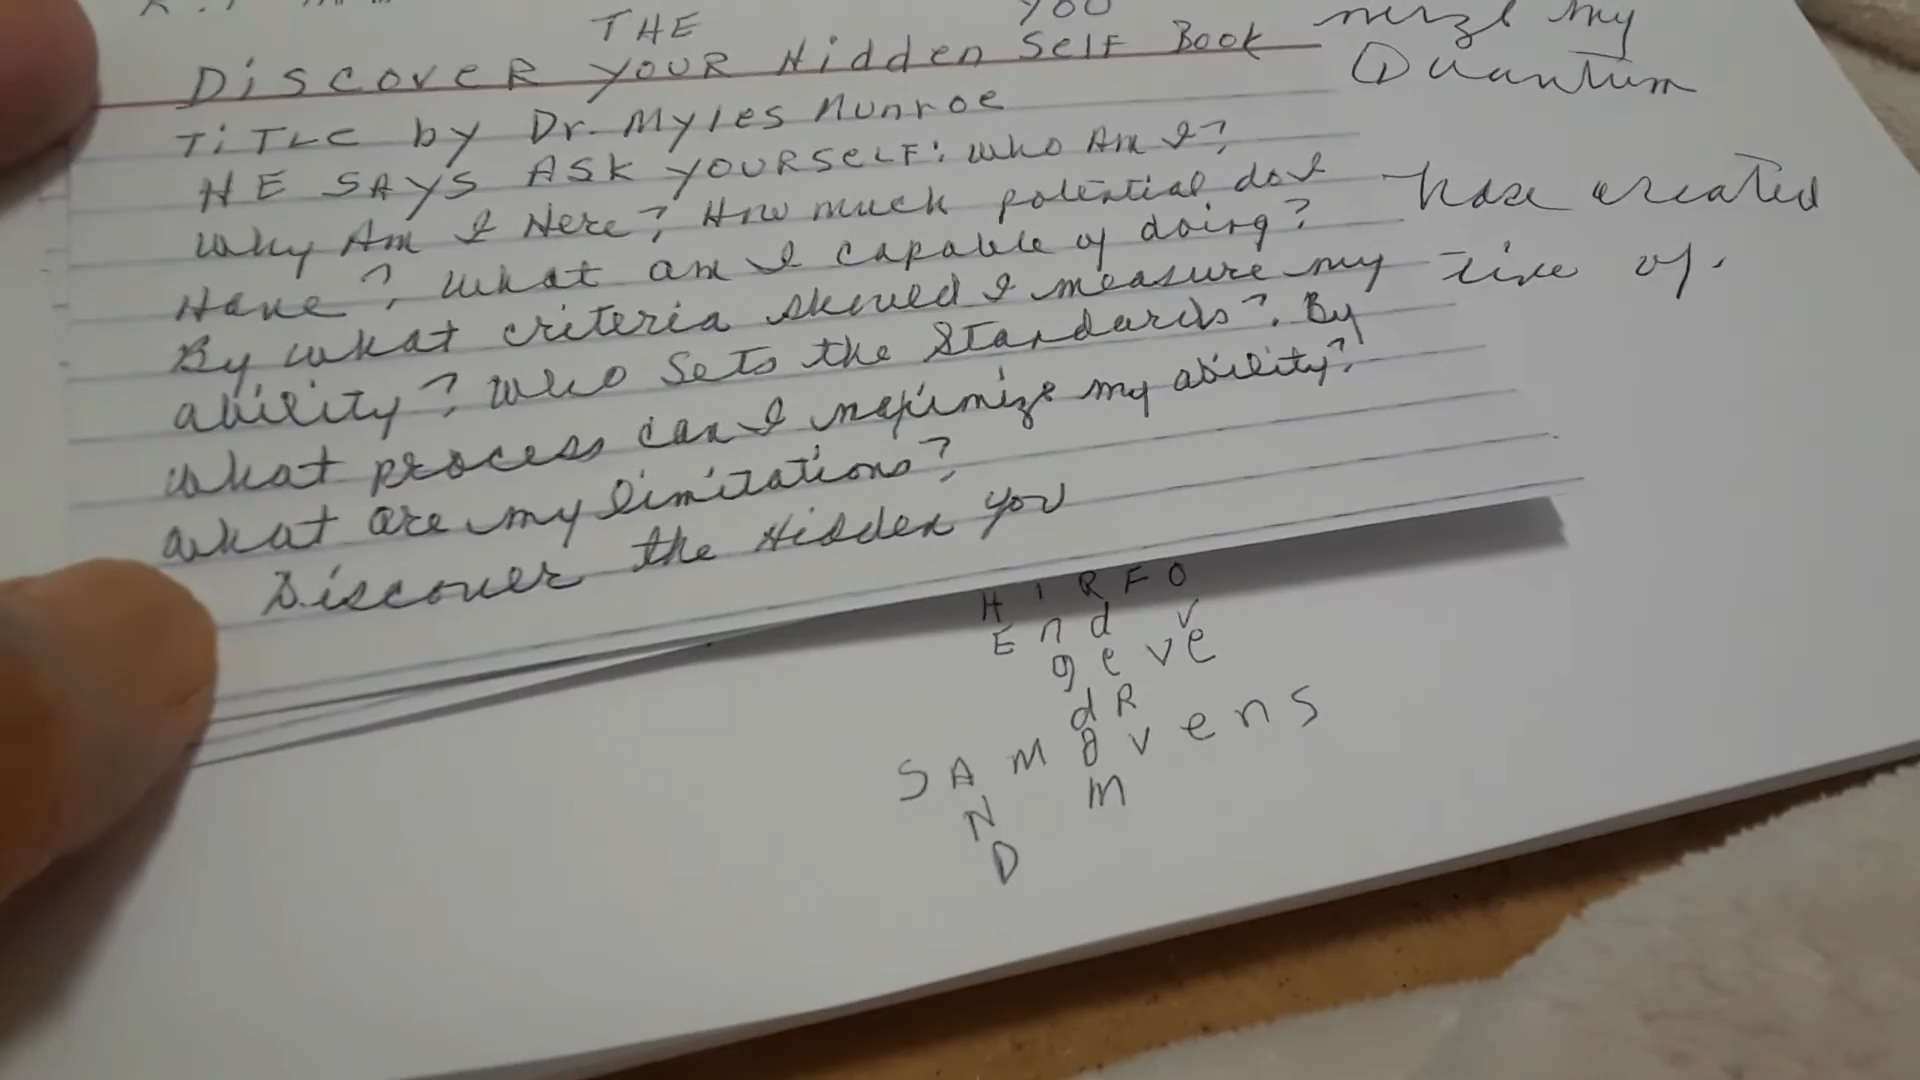 THE YOU
DiSCOVER YOUR Hidden SelF Book
TiTLe by Dr. Myles Munroe
HE SAYS ASK YOURSeLF: Who Am I?
Why Am I Here? How much potential do I
Have? What am I capable of doing?
By what criteria should I measure my
ability? Who Sets the Standards? By
what process can I maximize my ability?
What are my limitations?
Discover the Hidden you
my
Quantum
created
of
H I R F O
E n d V
g e v e
d R
S A M v e n s
N m
D